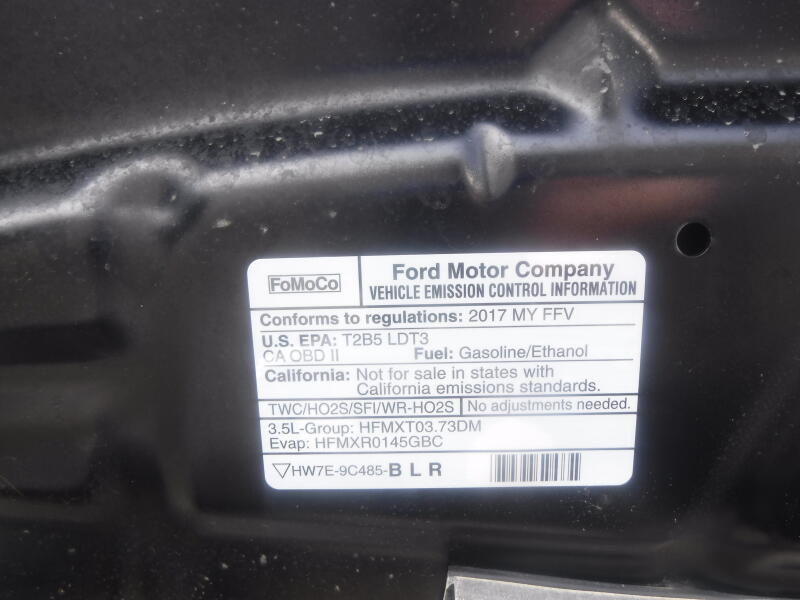 FoMoCo
Ford Motor Company
VEHICLE EMISSION CONTROL INFORMATION
Conforms to regulations: 2017 MY FFV
U.S. EPA: T2B5 LDT3
CA OBD II Fuel: Gasoline/Ethanol
California: Not for sale in states with
California emissions standards.
TWC/HO2S/SFI/WR-HO2S No adjustments needed.
3.5L-Group: HFMXT03.73DM
Evap: HFMXR0145GBC
HW7E-9C485-B L R